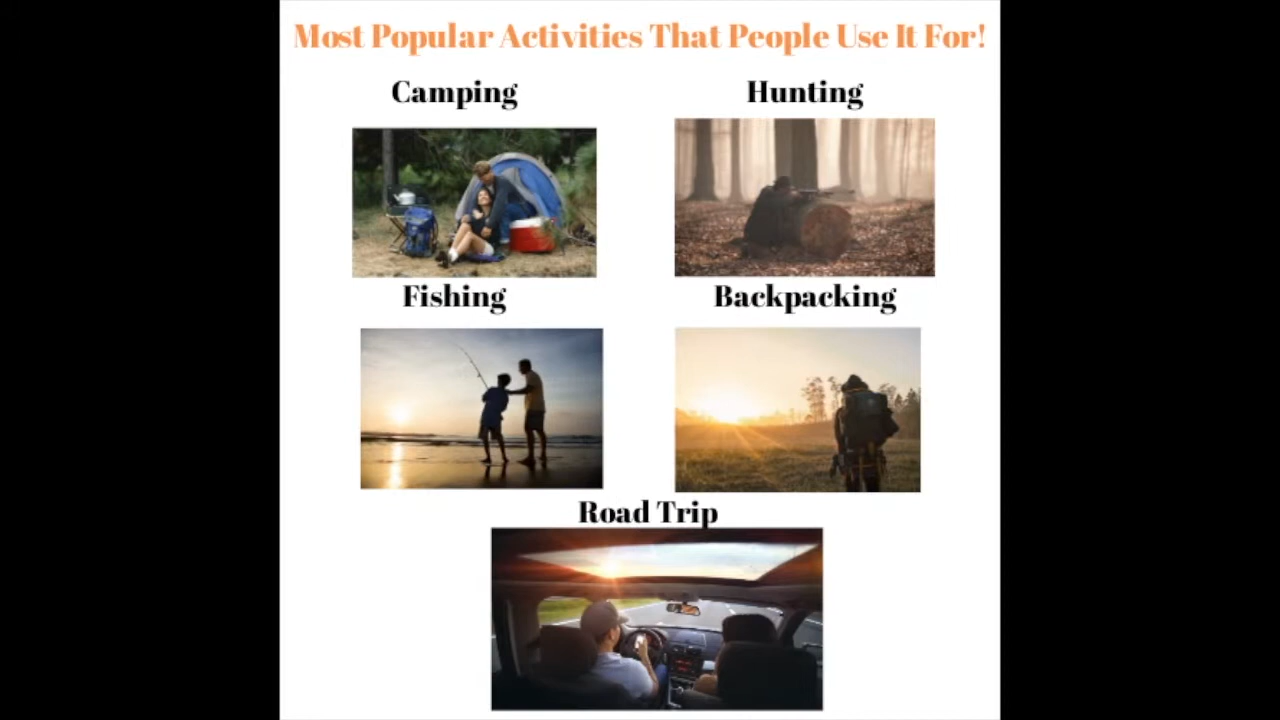 Most Popular Activities That People Use It For!
Camping
Hunting
Fishing
Backpacking
Road Trip